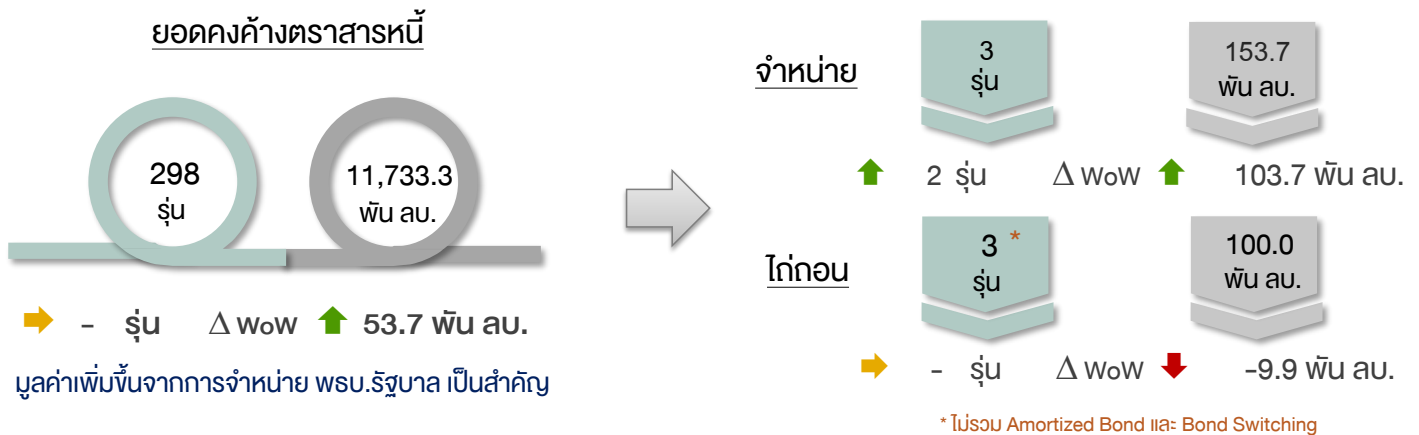 ยอดคงค้างตราสารหนี้
298
รุ่น
11,733.3
พัน ลบ.
- รุ่น Δ WoW 53.7 พัน ลบ.
มูลค่าเพิ่มขึ้นจากการจำหน่าย พธบ.รัฐบาล เป็นสำคัญ
จำหน่าย
3
รุ่น
153.7
พัน ลบ.
2 รุ่น Δ WoW 103.7 พัน ลบ.
ไถ่ถอน
3 *
รุ่น
100.0
พัน ลบ.
- รุ่น Δ WoW -9.9 พัน ลบ.
* ไม่รวม Amortized Bond และ Bond Switching